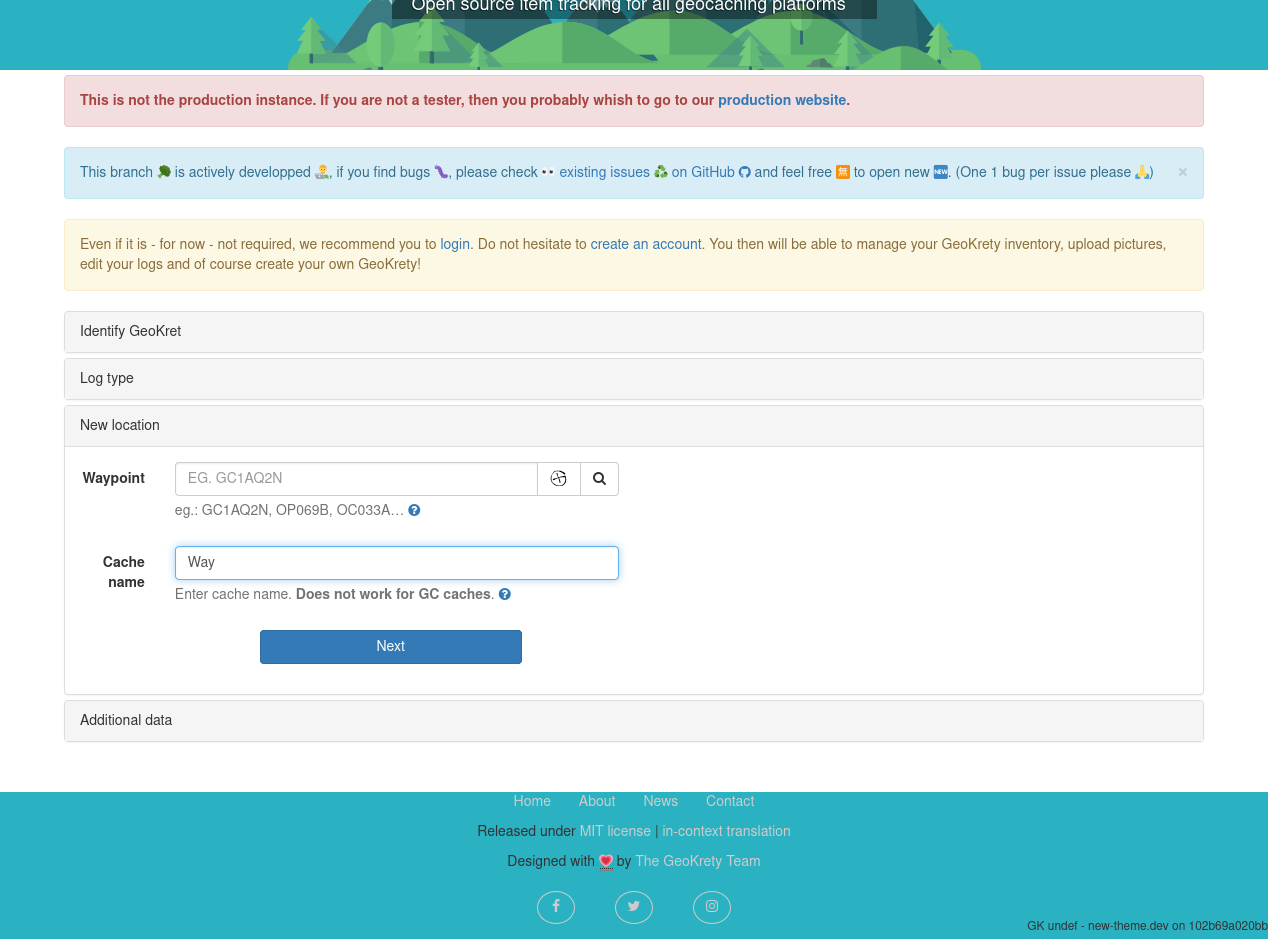 Open source item tracking for all geocaching platforms
This is not the production instance. If you are not a tester, then you probably whish to go to our production website.
This branch 🥦 is actively developped 👨‍🔬, if you find bugs 🐛, please check 👀 existing issues ♻ on GitHub and feel free 🈚 to open new 🆕. (One 1 bug per issue please 🙏) ×
Even if it is - for now - not required, we recommend you to login. Do not hesitate to create an account. You then will be able to manage your GeoKrety inventory, upload pictures,
edit your logs and of course create your own GeoKrety!
Identify GeoKret
Log type
New location
Waypoint EG. GC1AQ2N
eg.: GC1AQ2N, OP069B, OC033A…
Cache Way
name
Enter cache name. Does not work for GC caches.
Next
Additional data
Home About News Contact
Released under MIT license | in-context translation
Designed with 💗 by The GeoKrety Team
GK undef - new-theme.dev on 102b69a020bb